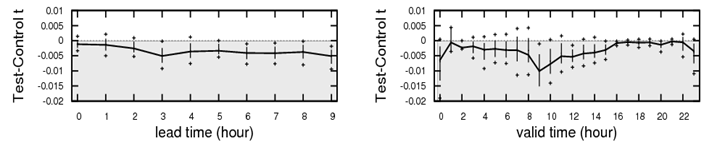 0.01
0.005
0
-0.005
-0.01
-0.015
-0.02
Test-Control t
0 1 2 3 4 5 6 7 8 9
lead time (hour)
0.01
0.005
0
-0.005
-0.01
-0.015
-0.02
Test-Control t
0 2 4 6 8 10 12 14 16 18 20 22
valid time (hour)